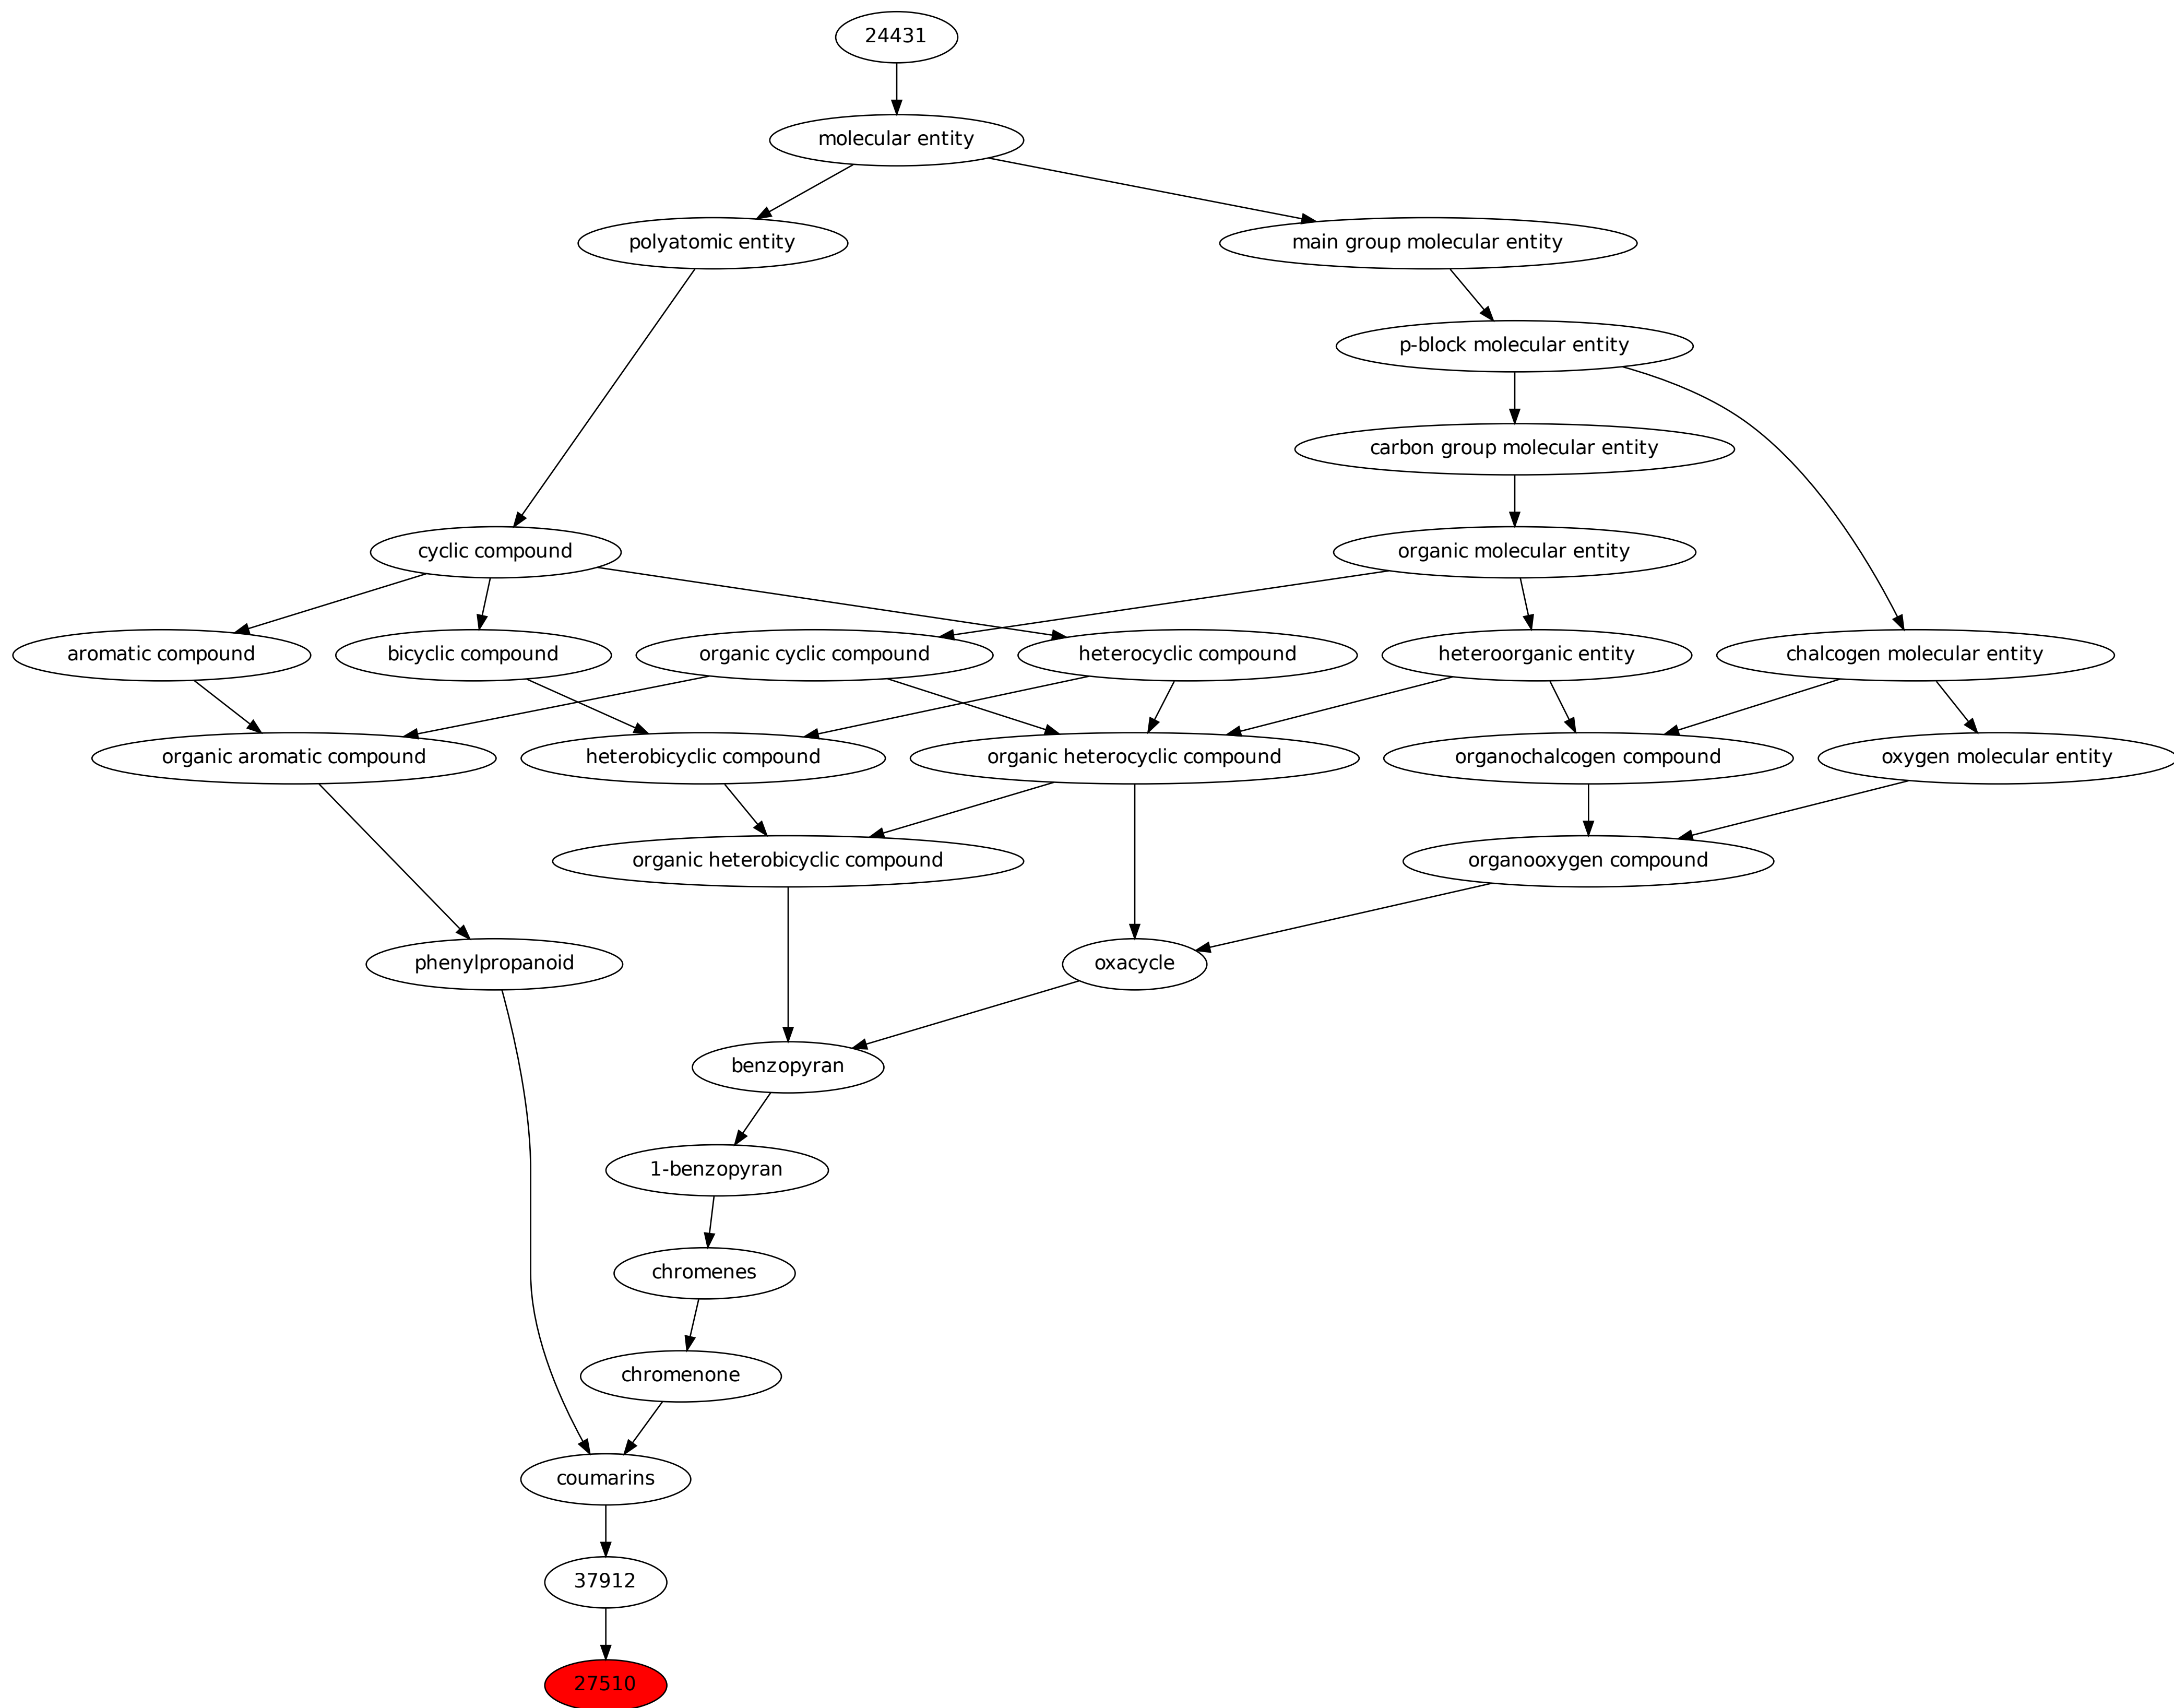 24431
molecular entity
polyatomic entity
main group molecular entity
p-block molecular entity
carbon group molecular entity
cyclic compound
organic molecular entity
aromatic compound
bicyclic compound
organic cyclic compound
heterocyclic compound
heteroorganic entity
chalcogen molecular entity
organic aromatic compound
heterobicyclic compound
organic heterocyclic compound
organochalcogen compound
oxygen molecular entity
organic heterobicyclic compound
organooxygen compound
phenylpropanoid
oxacycle
benzopyran
1-benzopyran
chromenes
chromenone
coumarins
37912
27510